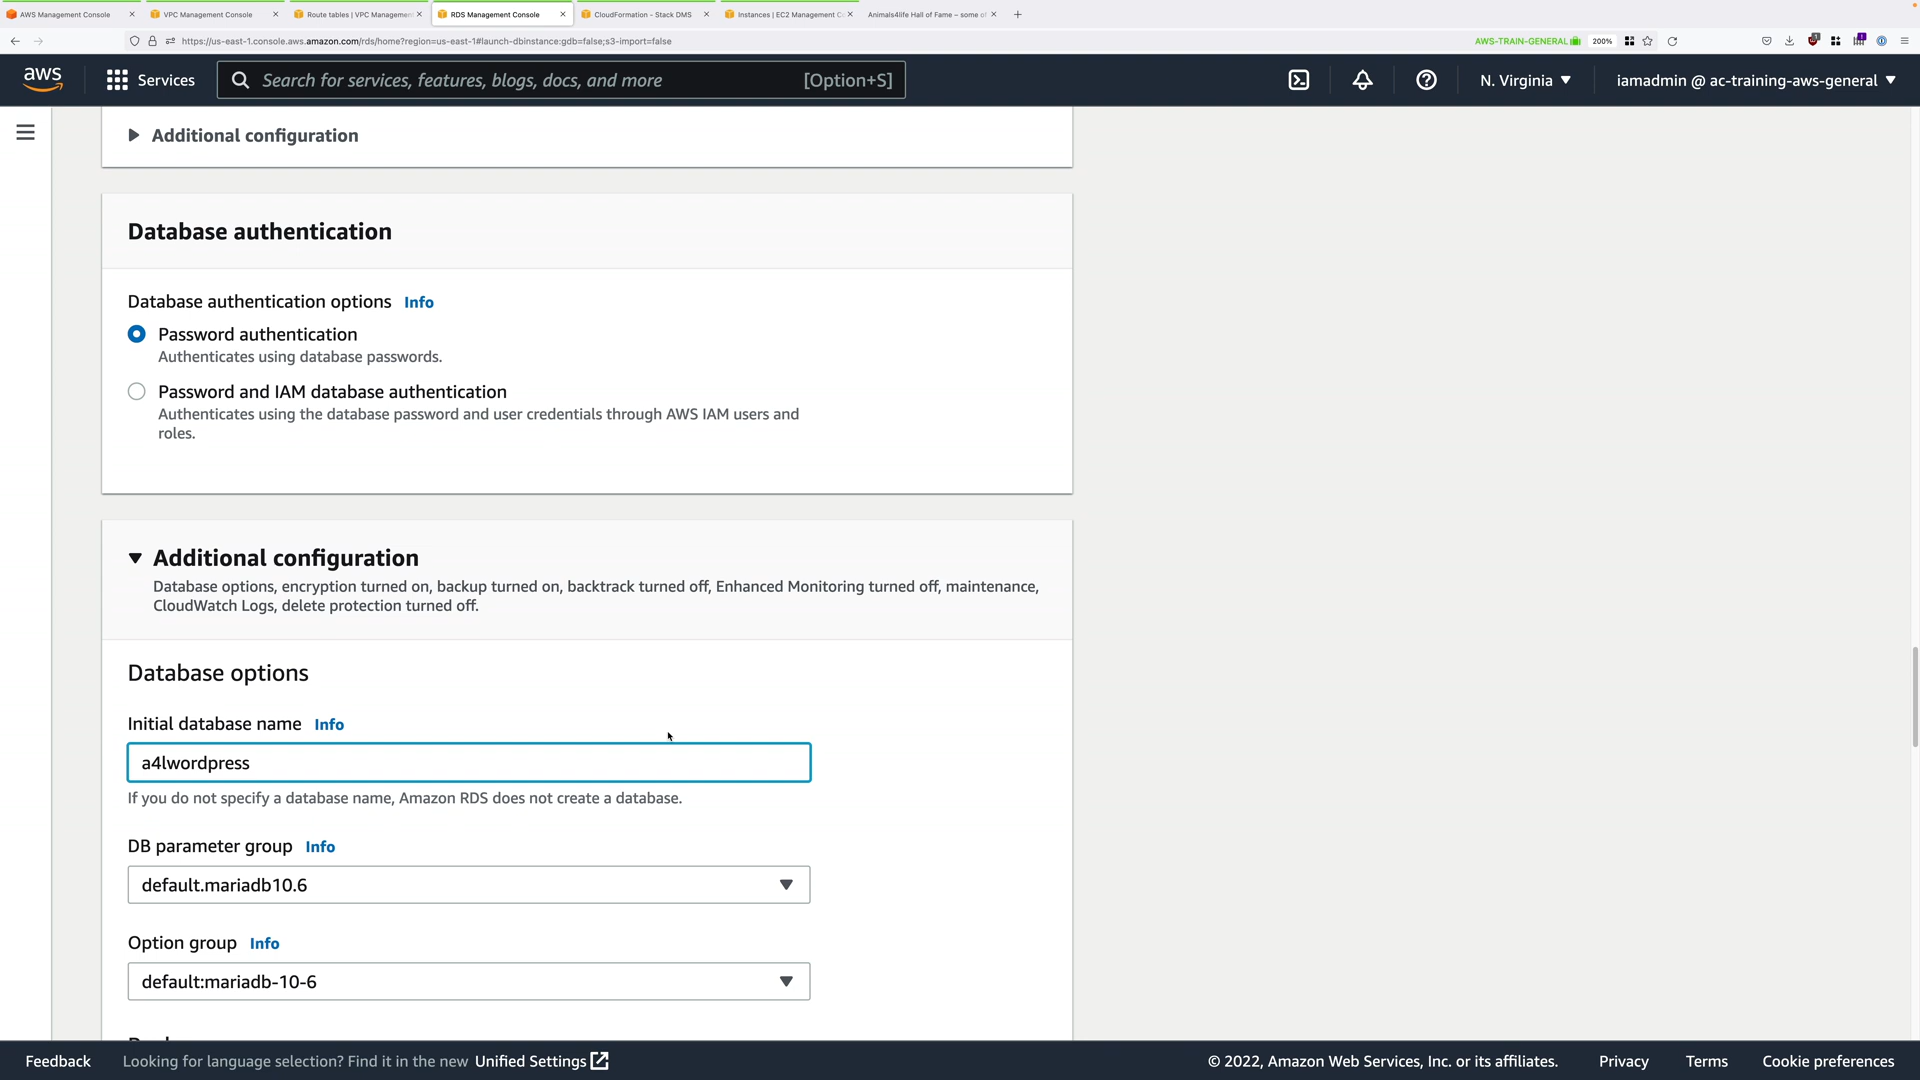 AWS Management Console
VPC Management Console
Route tables | VPC Managemen
RDS Management Console
CloudFormation - Stack DMS
Instances | EC2 Management C
Animals4life Hall of Fame – some of
https://us-east-1.console.aws.amazon.com/rds/home?region=us-east-1#launch-dbinstance:gdb=false;s3-import=false
AWS-TRAIN-GENERAL
200%
aws
Services
Search for services, features, blogs, docs, and more
[Option+S]
N. Virginia
iamadmin @ ac-training-aws-general
Additional configuration
Database authentication
Database authentication options Info
Password authentication
Authenticates using database passwords.
Password and IAM database authentication
Authenticates using the database password and user credentials through AWS IAM users and
roles.
Additional configuration
Database options, encryption turned on, backup turned on, backtrack turned off, Enhanced Monitoring turned off, maintenance,
CloudWatch Logs, delete protection turned off.
Database options
Initial database name Info
a4lwordpress
If you do not specify a database name, Amazon RDS does not create a database.
DB parameter group Info
default.mariadb10.6
Option group Info
default:mariadb-10-6
Feedback
Looking for language selection? Find it in the new Unified Settings
© 2022, Amazon Web Services, Inc. or its affiliates.
Privacy
Terms
Cookie preferences